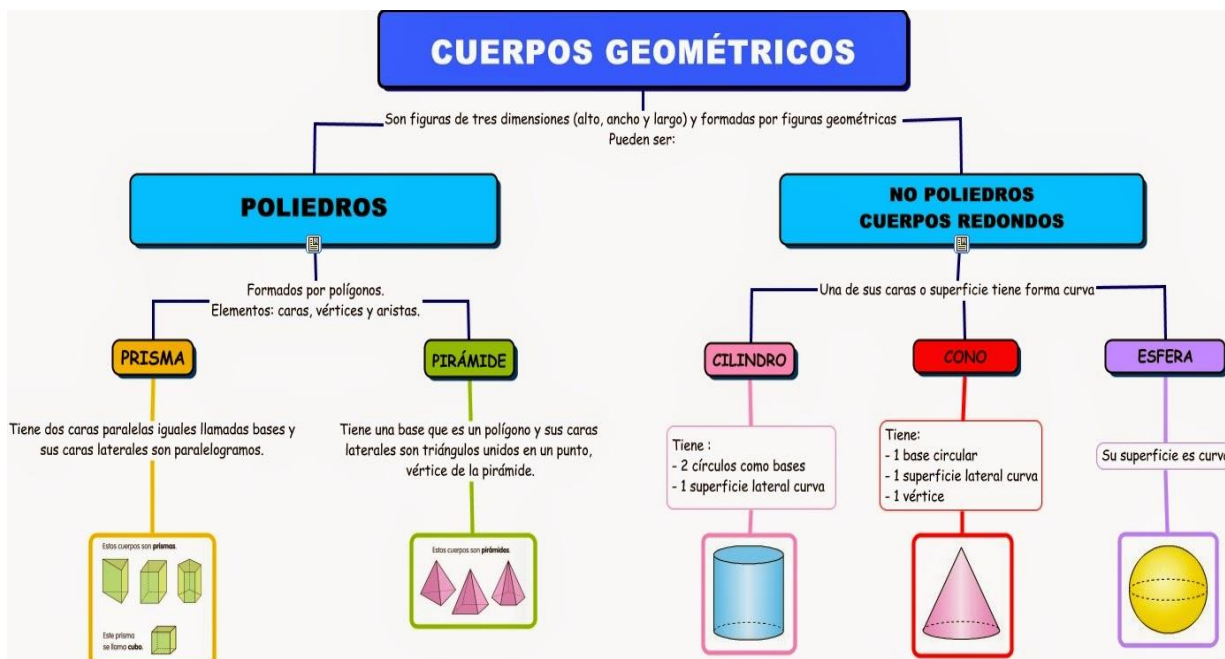 CUERPOS GEOMÉTRICOS
Son figuras de tres dimensiones (alto, ancho y largo) y formadas por figuras geométricas
Pueden ser:
POLIEDROS
NO POLIEDROS
CUERPOS REDONDOS
Formados por polígonos.
Elementos: caras, vértices y aristas.
Una de sus caras o superficie tiene forma curva
PRISMA
PIRÁMIDE
CILINDRO
CONO
ESFERA
Tiene dos caras paralelas iguales llamadas bases y
sus caras laterales son paralelogramos.
Tiene una base que es un polígono y sus caras
laterales son triángulos unidos en un punto,
vértice de la pirámide.
Tiene :
- 2 círculos como bases
- 1 superficie lateral curva
Tiene:
- 1 base circular
- 1 superficie lateral curva
- 1 vértice
Su superficie es curva
Estos cuerpos son prismas.
Este prisma
se llama cubo.
Estos cuerpos son pirámides.